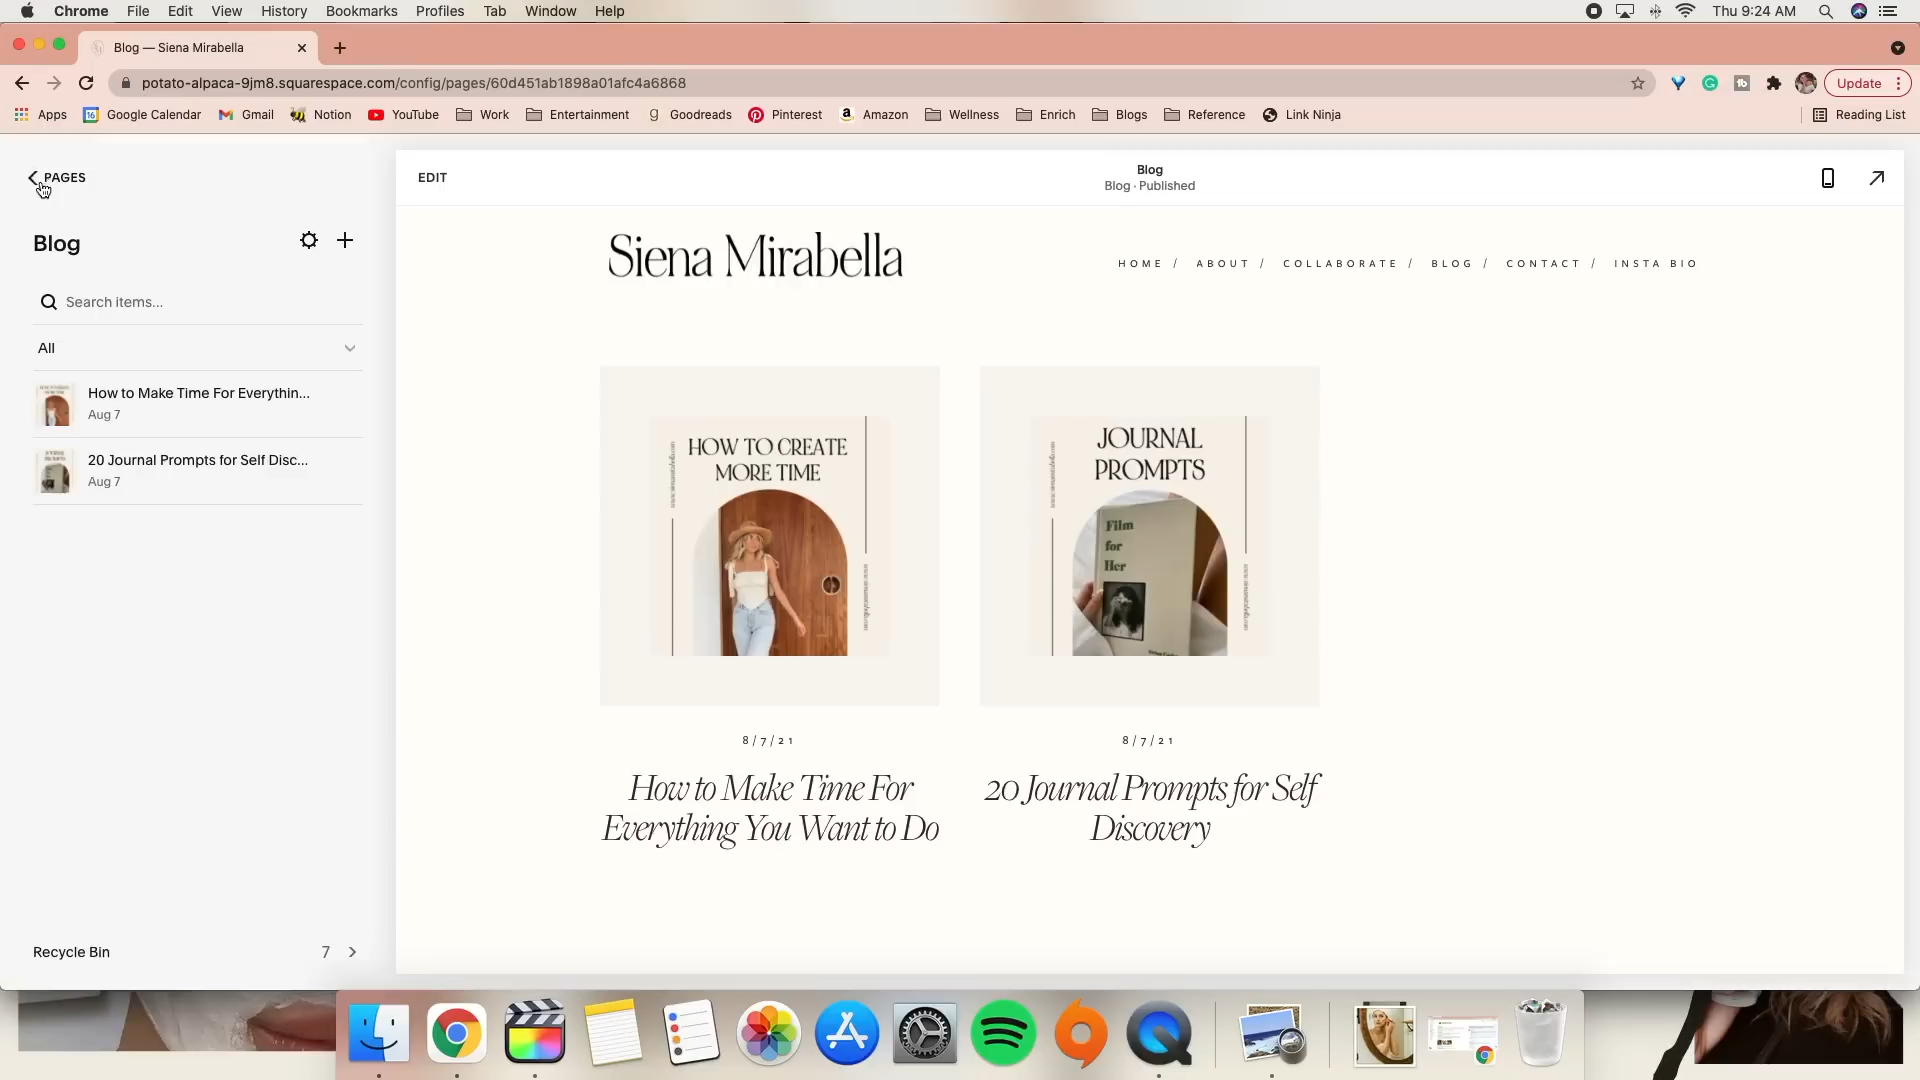 Chrome File Edit View History Bookmarks Profiles Tab Window Help
Thu 9:24 AM
Blog — Siena Mirabella
potato-alpaca-9jm8.squarespace.com/config/pages/60d451ab1898a01afc4a6868
Update
Apps
Google Calendar
Gmail
Notion
YouTube
Work
Entertainment
Goodreads
Pinterest
Amazon
Wellness
Enrich
Blogs
Reference
Link Ninja
Reading List
PAGES
Blog
Search items...
All
How to Make Time For Everythin...
Aug 7
20 Journal Prompts for Self Disc...
Aug 7
Recycle Bin 7
EDIT
Blog
Blog · Published
Siena Mirabella
HOME / ABOUT / COLLABORATE / BLOG / CONTACT / INSTA BIO
HOW TO CREATE
MORE TIME
JOURNAL
PROMPTS
Film
for
Her
8/7/21
How to Make Time For
Everything You Want to Do
8/7/21
20 Journal Prompts for Self
Discovery